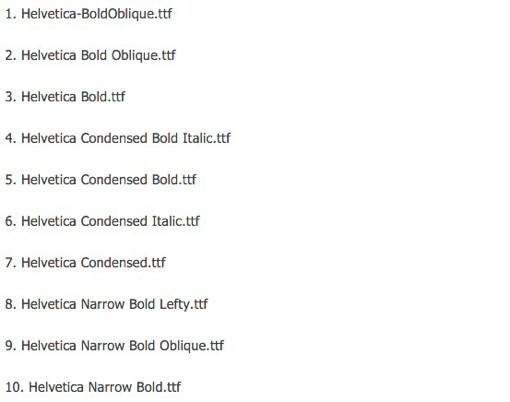 1. Helvetica-BoldOblique.ttf
2. Helvetica Bold Oblique.ttf
3. Helvetica Bold.ttf
4. Helvetica Condensed Bold Italic.ttf
5. Helvetica Condensed Bold.ttf
6. Helvetica Condensed Italic.ttf
7. Helvetica Condensed.ttf
8. Helvetica Narrow Bold Lefty.ttf
9. Helvetica Narrow Bold Oblique.ttf
10. Helvetica Narrow Bold.ttf